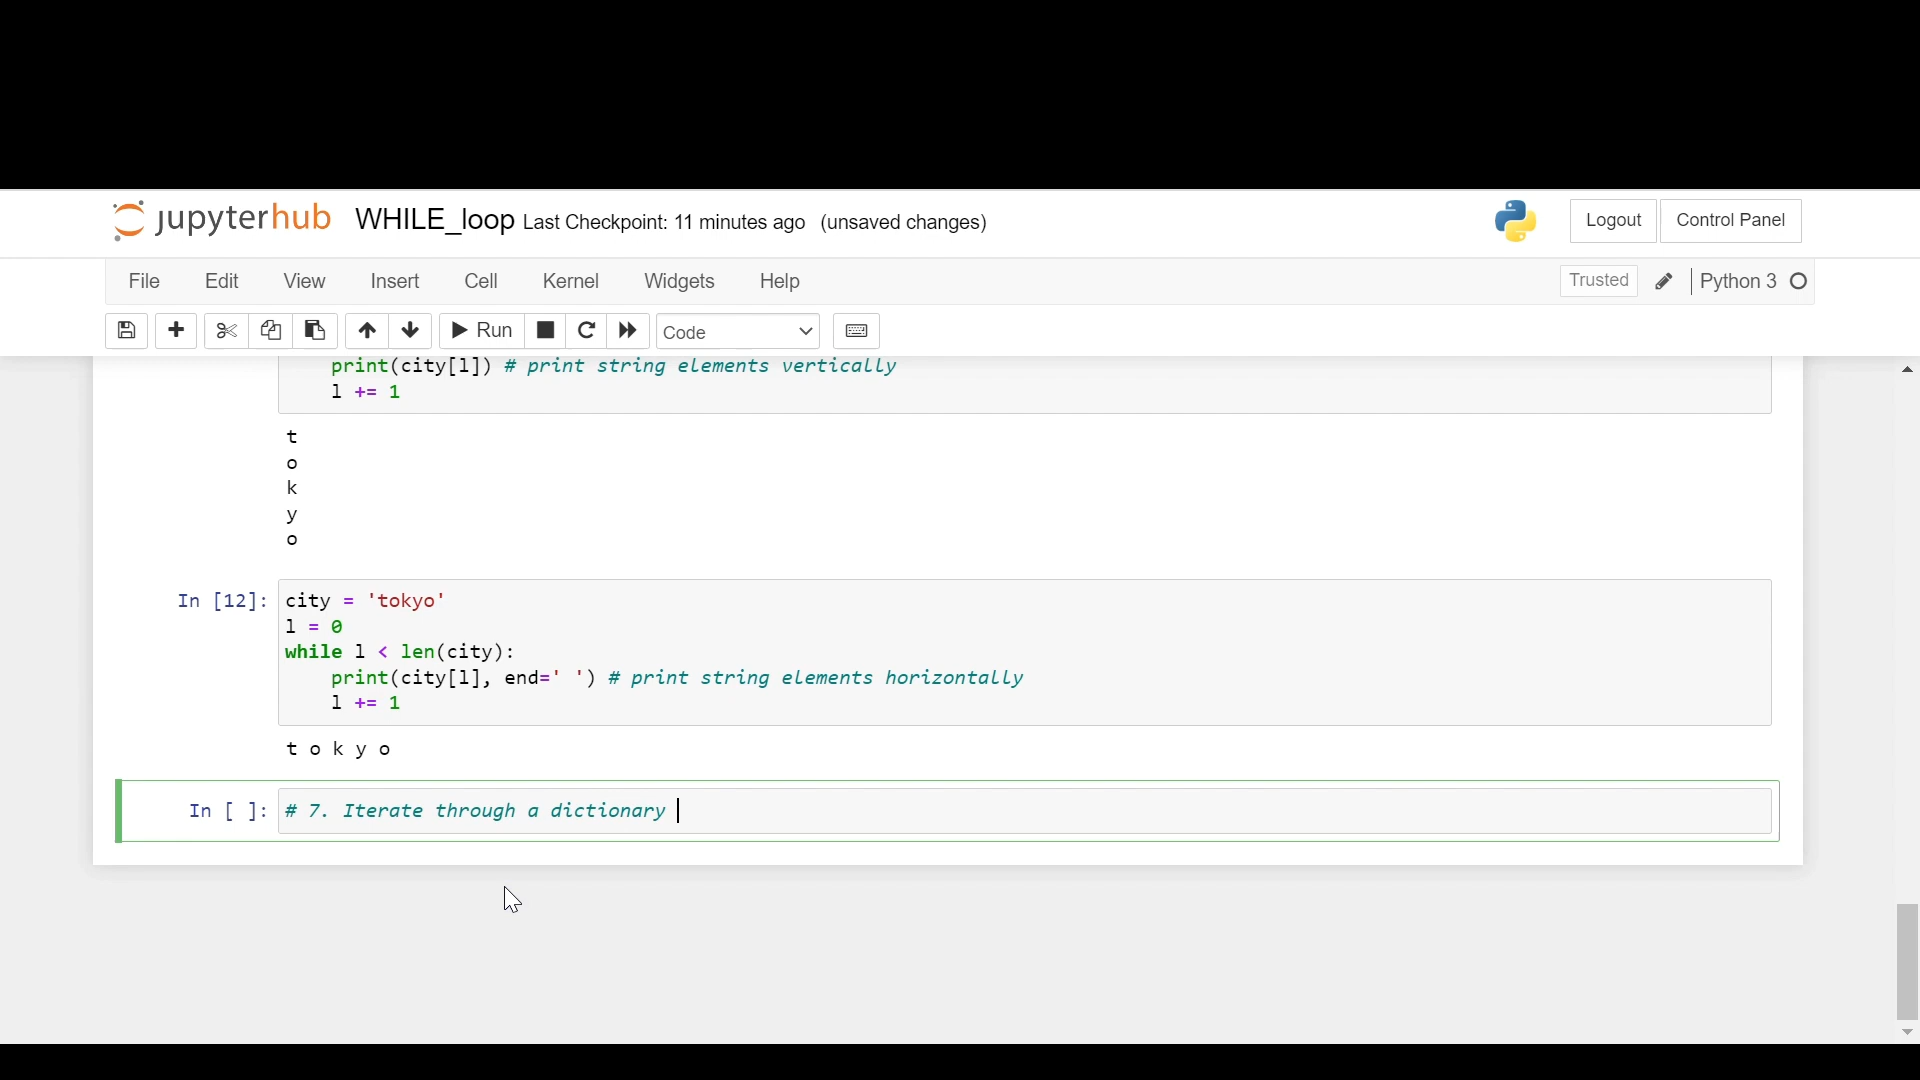 jupyterhub WHILE_loop Last Checkpoint: 11 minutes ago (unsaved changes) Logout Control Panel
File Edit View Insert Cell Kernel Widgets Help Trusted Python 3
Run Code
print(city[l]) # print string elements vertically
l += 1
t
o
k
y
o
In [12]: city = 'tokyo'
l = 0
while l < len(city):
print(city[l], end=' ') # print string elements horizontally
l += 1
t o k y o
In [ ]: # 7. Iterate through a dictionary